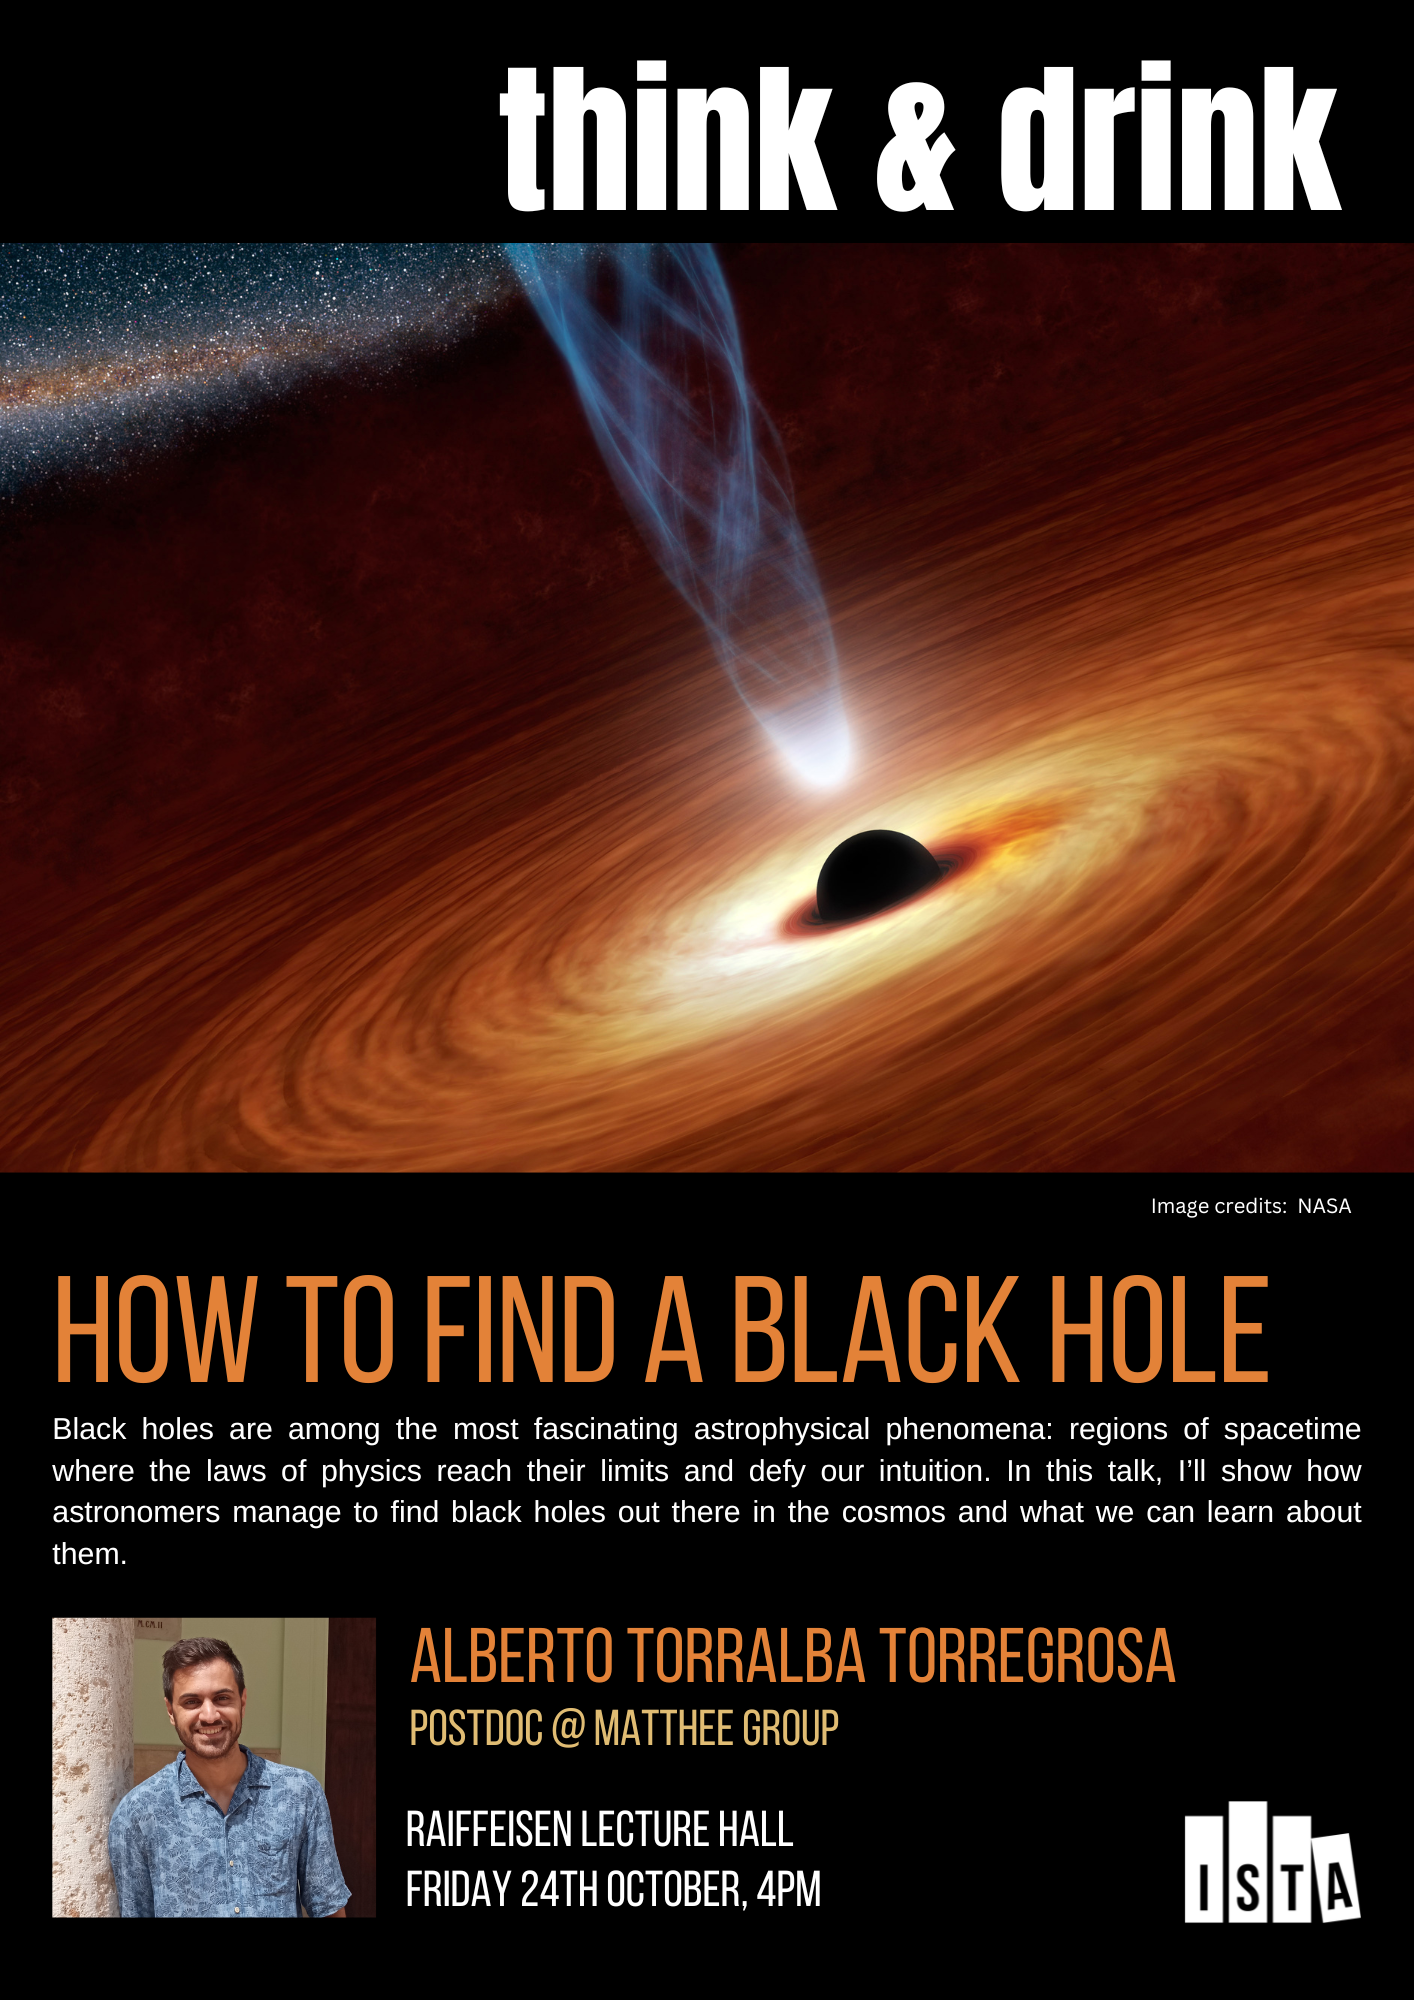 think & drink
Image credits: NASA
HOW TO FIND A BLACK HOLE
Black holes are among the most fascinating astrophysical phenomena: regions of spacetime
where the laws of physics reach their limits and defy our intuition. In this talk, I’ll show how
astronomers manage to find black holes out there in the cosmos and what we can learn about
them.
ALBERTO TORRALBA TORREGROSA
POSTDOC @ MATTHEE GROUP
RAIFFEISEN LECTURE HALL
FRIDAY 24TH OCTOBER, 4PM
ISTA